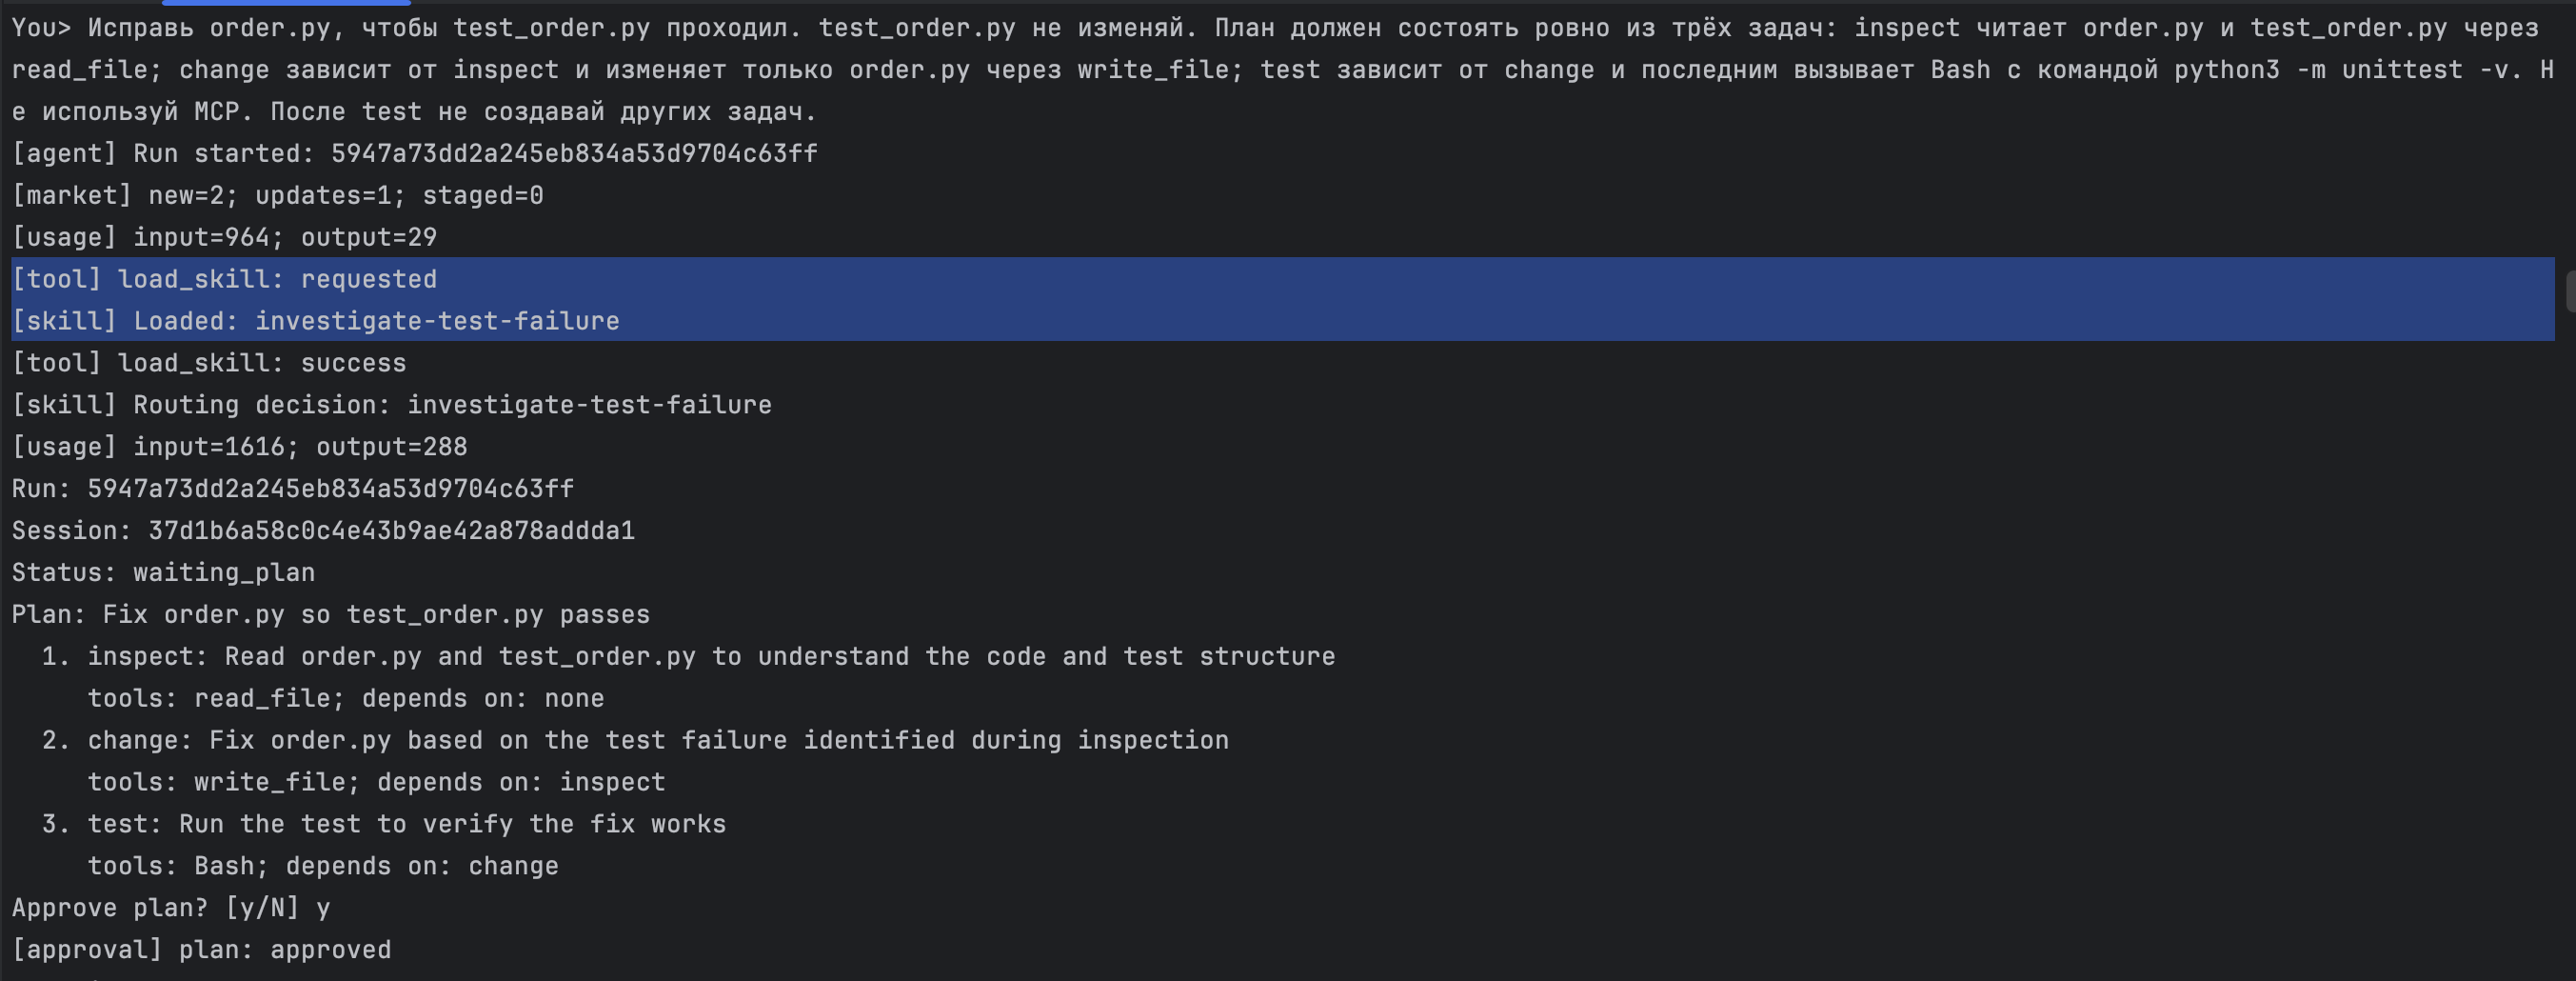 You> Исправь order.py, чтобы test_order.py проходил. test_order.py не изменяй. План должен состоять ровно из трёх задач: inspect читает order.py и test_order.py через
read_file; change зависит от inspect и изменяет только order.py через write_file; test зависит от change и последним вызывает Bash с командой python3 -m unittest -v. Н
е используй MCP. После test не создавай других задач.
[agent] Run started: 5947a73dd2a245eb834a53d9704c63ff
[market] new=2; updates=1; staged=0
[usage] input=964; output=29
[tool] load_skill: requested
[skill] Loaded: investigate-test-failure
[tool] load_skill: success
[skill] Routing decision: investigate-test-failure
[usage] input=1616; output=288
Run: 5947a73dd2a245eb834a53d9704c63ff
Session: 37d1b6a58c0c4e43b9ae42a878addda1
Status: waiting_plan
Plan: Fix order.py so test_order.py passes
  1. inspect: Read order.py and test_order.py to understand the code and test structure
     tools: read_file; depends on: none
  2. change: Fix order.py based on the test failure identified during inspection
     tools: write_file; depends on: inspect
  3. test: Run the test to verify the fix works
     tools: Bash; depends on: change
Approve plan? [y/N] y
[approval] plan: approved